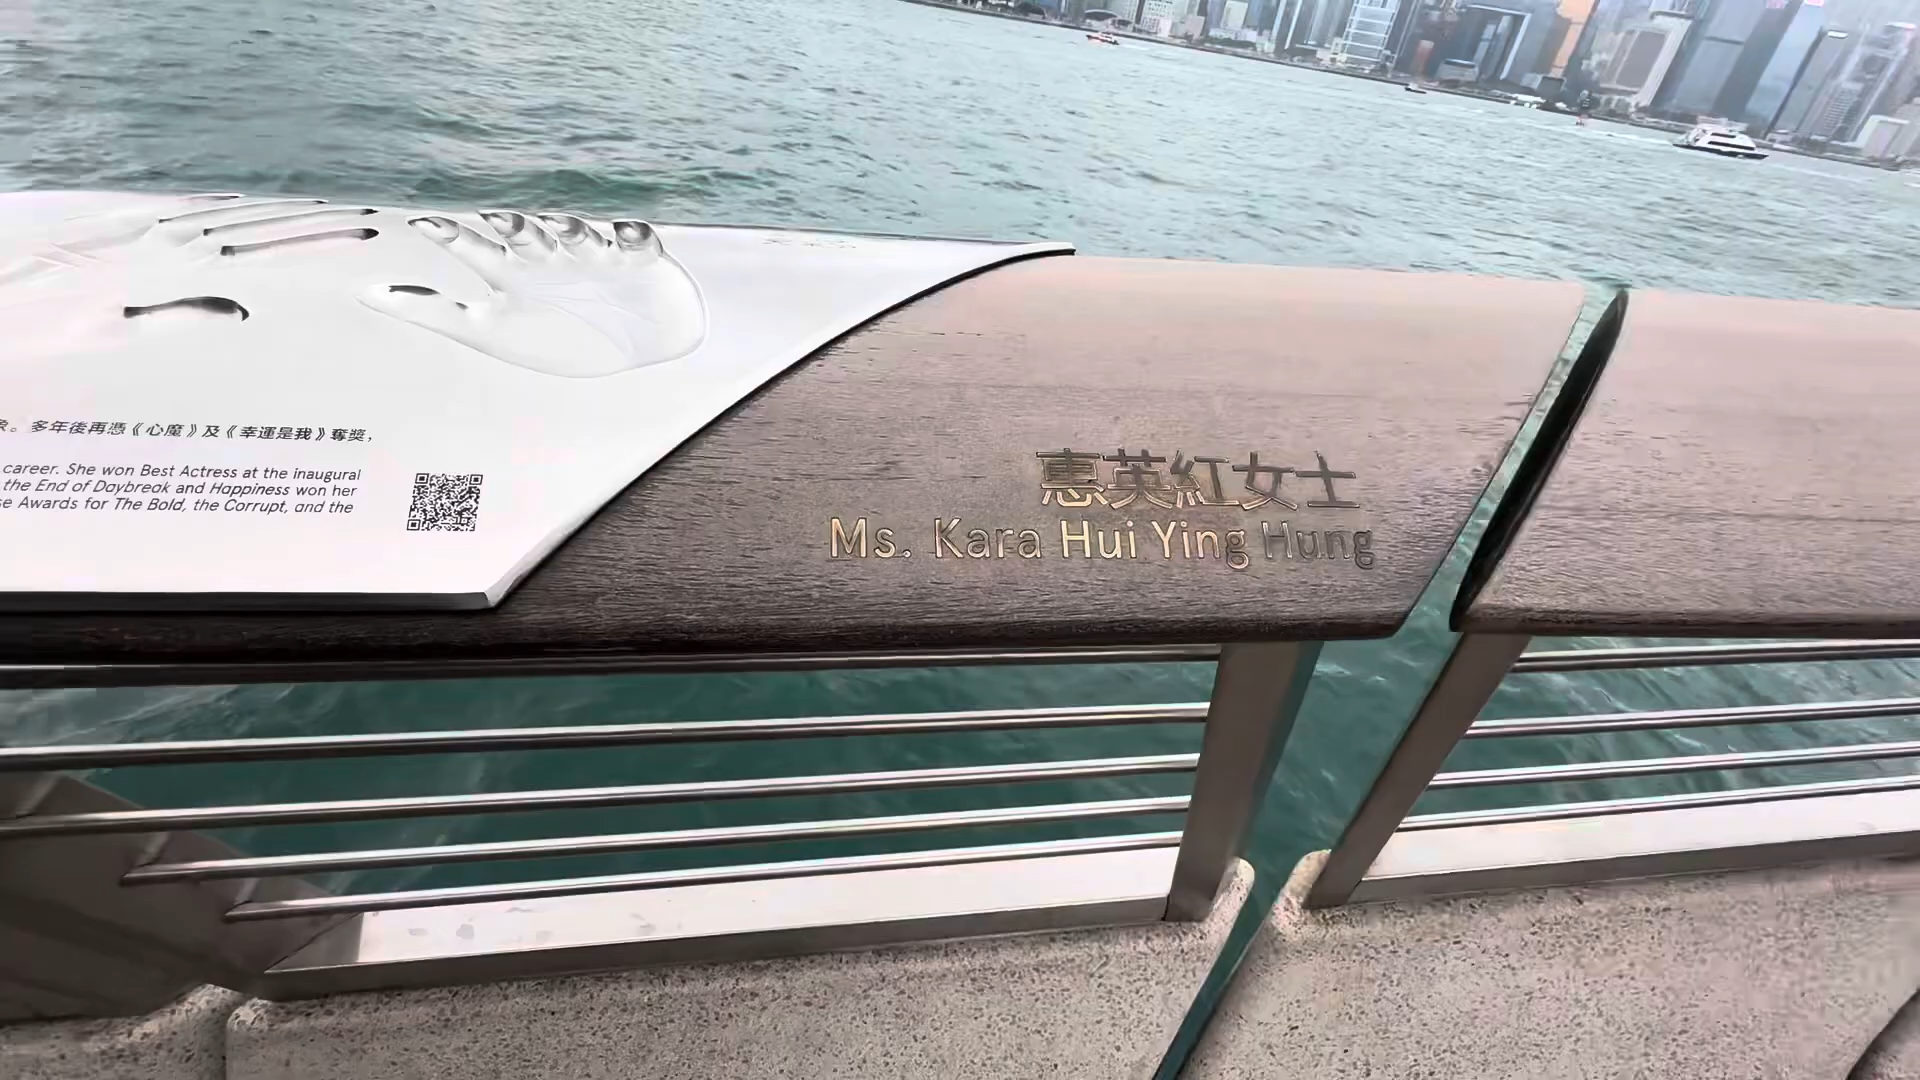 。多年後再憑《心魔》及《幸運是我》奪獎，
career. She won Best Actress at the inaugural
the End of Daybreak and Happiness won her
se Awards for The Bold, the Corrupt, and the
惠英紅女士
Ms. Kara Hui Ying Hung